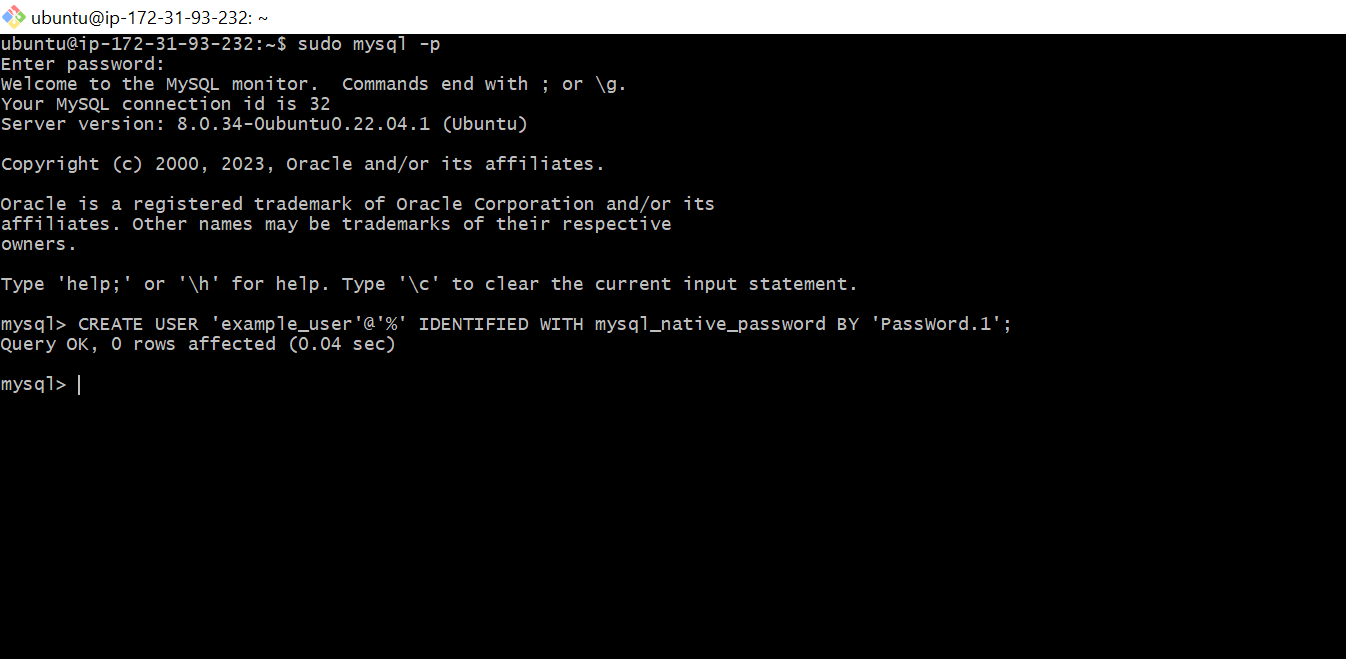 ubuntu@ip-172-31-93-232: ~
ubuntu@ip-172-31-93-232:~$ sudo mysql -p
Enter password:
Welcome to the MySQL monitor.  Commands end with ; or \g.
Your MySQL connection id is 32
Server version: 8.0.34-0ubuntu0.22.04.1 (Ubuntu)
Copyright (c) 2000, 2023, Oracle and/or its affiliates.
Oracle is a registered trademark of Oracle Corporation and/or its
affiliates. Other names may be trademarks of their respective
owners.
Type 'help;' or '\h' for help. Type '\c' to clear the current input statement.
mysql> CREATE USER 'example_user'@'%' IDENTIFIED WITH mysql_native_password BY 'PassWord.1';
Query OK, 0 rows affected (0.04 sec)
mysql>